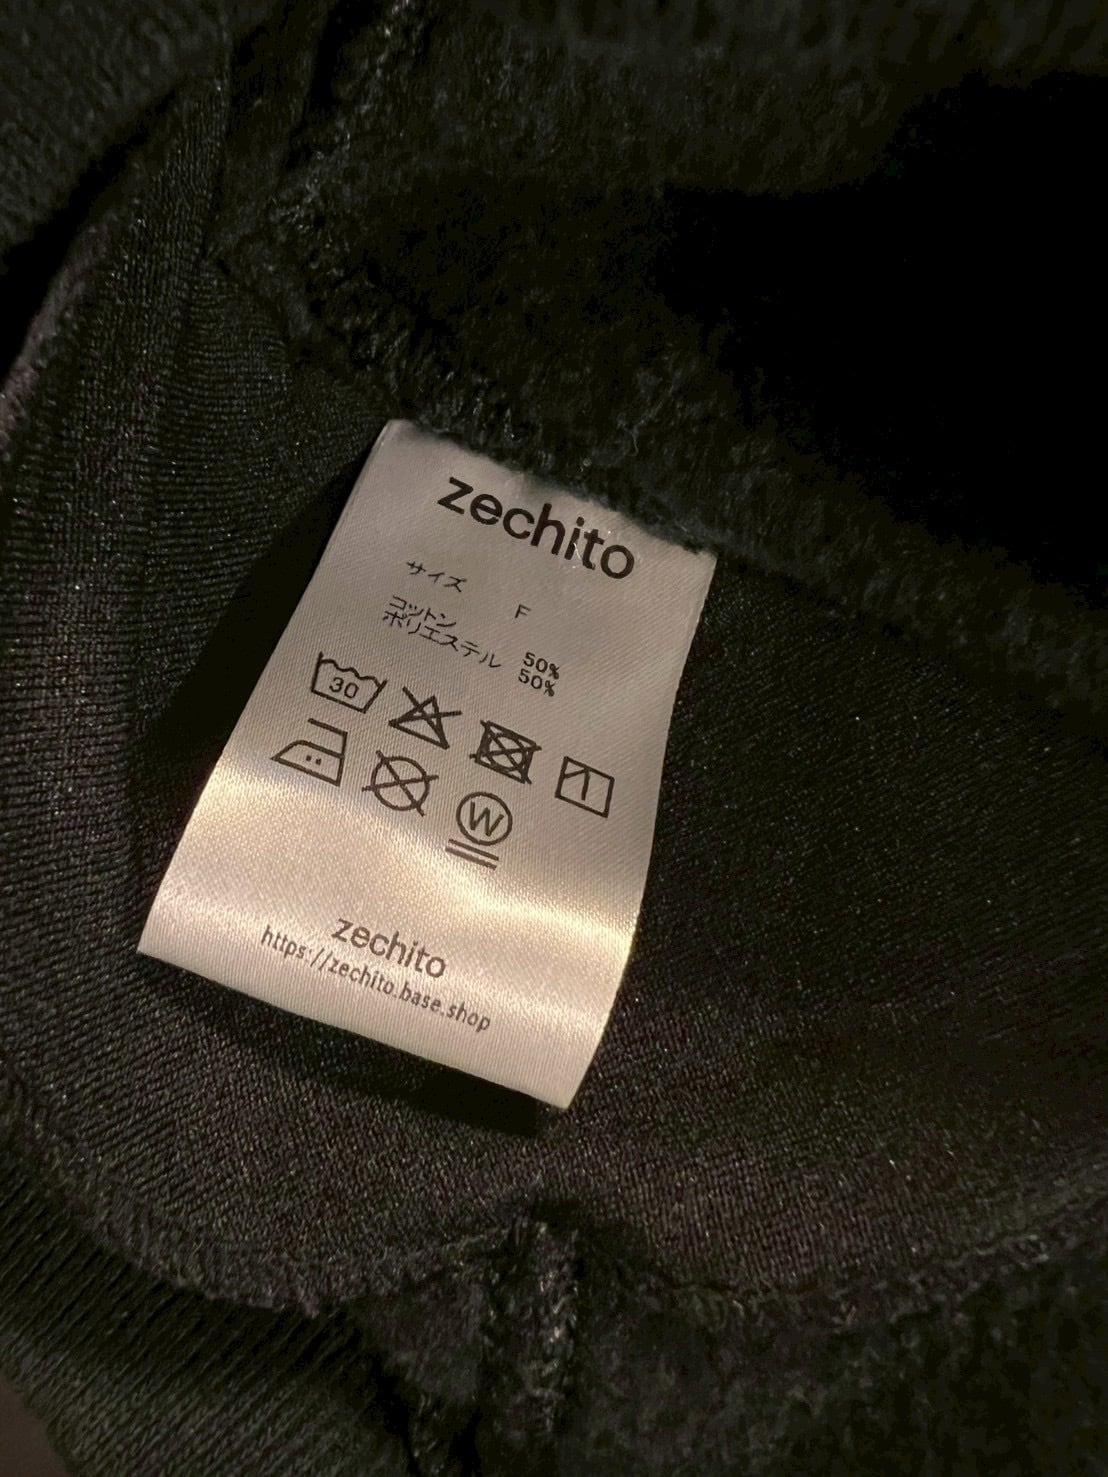 zechito
サイズ F
コットン 50%
ポリエステル 50%
30
W
zechito
https://zechito.base.shop